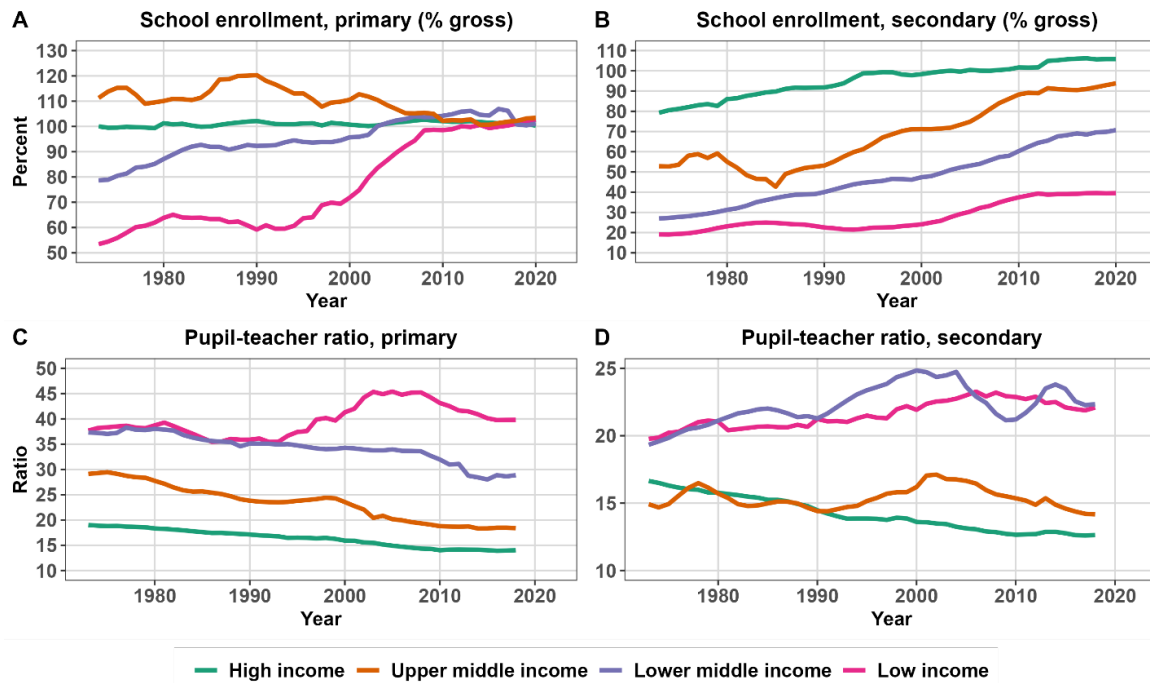 A School enrollment, primary (% gross)
130
120
110
100
90
80
70
60
50
Percent
1980 1990 2000 2010 2020
Year
B School enrollment, secondary (% gross)
110
100
90
80
70
60
50
40
30
20
10
1980 1990 2000 2010 2020
Year
C Pupil-teacher ratio, primary
50
45
40
35
30
25
20
15
10
Ratio
1980 1990 2000 2010 2020
Year
D Pupil-teacher ratio, secondary
25
20
15
10
1980 1990 2000 2010 2020
Year
High income Upper middle income Lower middle income Low income